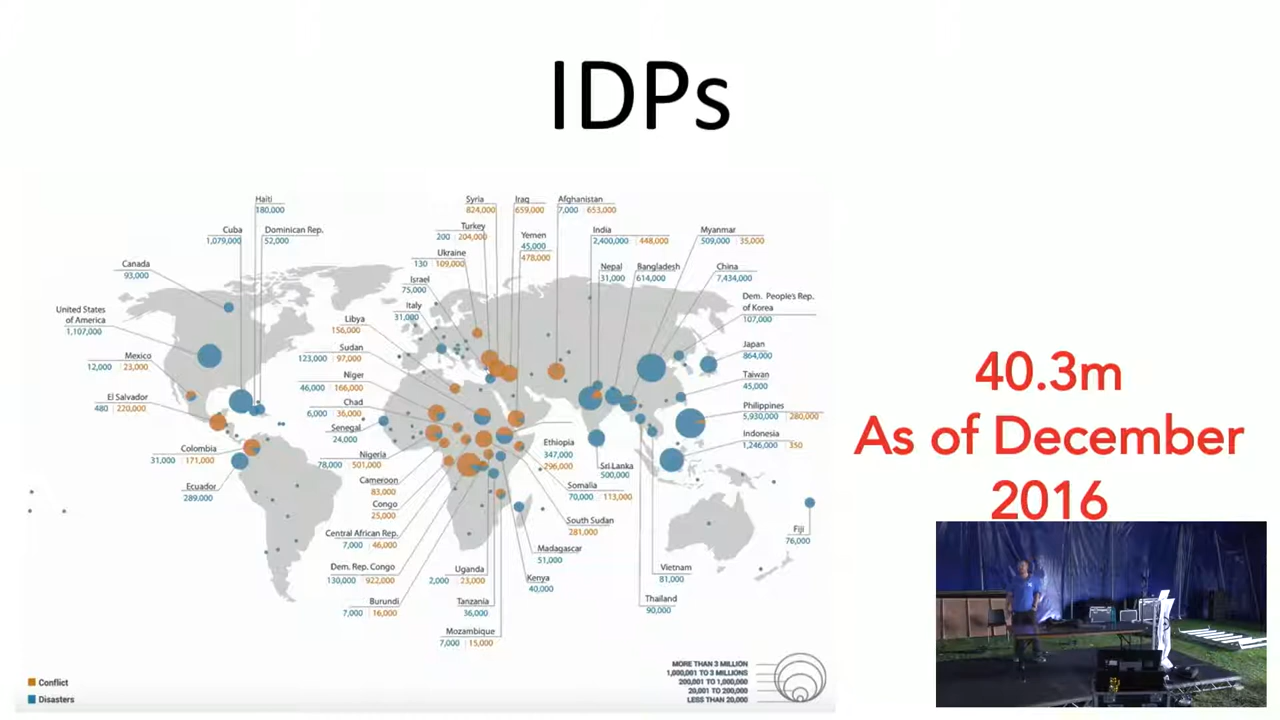 IDPs
Haiti
180,000
Cuba
1,079,000
Dominican Rep.
52,000
Canada
93,000
United States
of America
1,107,000
Mexico
12,000 | 23,000
El Salvador
480 | 220,000
Colombia
31,000 | 171,000
Ecuador
289,000
Syria
824,000
Iraq
659,000
Afghanistan
7,000 | 653,000
Turkey
200 | 204,000
Yemen
45,000
478,000
Ukraine
130 | 109,000
Israel
75,000
Italy
31,000
Libya
156,000
Sudan
123,000 | 97,000
Niger
46,000 | 166,000
Chad
6,000 | 36,000
Senegal
24,000
Nigeria
78,000 | 501,000
Cameroon
83,000
Congo
25,000
Central African Rep.
7,000 | 46,000
Dem. Rep. Congo
130,000 | 922,000
Burundi
7,000 | 16,000
Uganda
2,000 | 23,000
Tanzania
36,000
Mozambique
7,000 | 15,000
Kenya
40,000
Madagascar
51,000
South Sudan
281,000
Somalia
70,000 | 113,000
Ethiopia
347,000
296,000
India
2,400,000 | 448,000
Nepal
31,000
Bangladesh
614,000
Myanmar
509,000 | 35,000
China
7,434,000
Dem. People's Rep.
of Korea
107,000
Japan
864,000
Taiwan
45,000
Philippines
5,930,000 | 280,000
Indonesia
1,246,000 | 350
Sri Lanka
500,000
Vietnam
81,000
Thailand
90,000
Fiji
76,000
Conflict
Disasters
MORE THAN 3 MILLION
1,000,001 TO 3 MILLIONS
200,001 TO 1,000,000
20,001 TO 200,000
LESS THAN 20,000
40.3m
As of December
2016